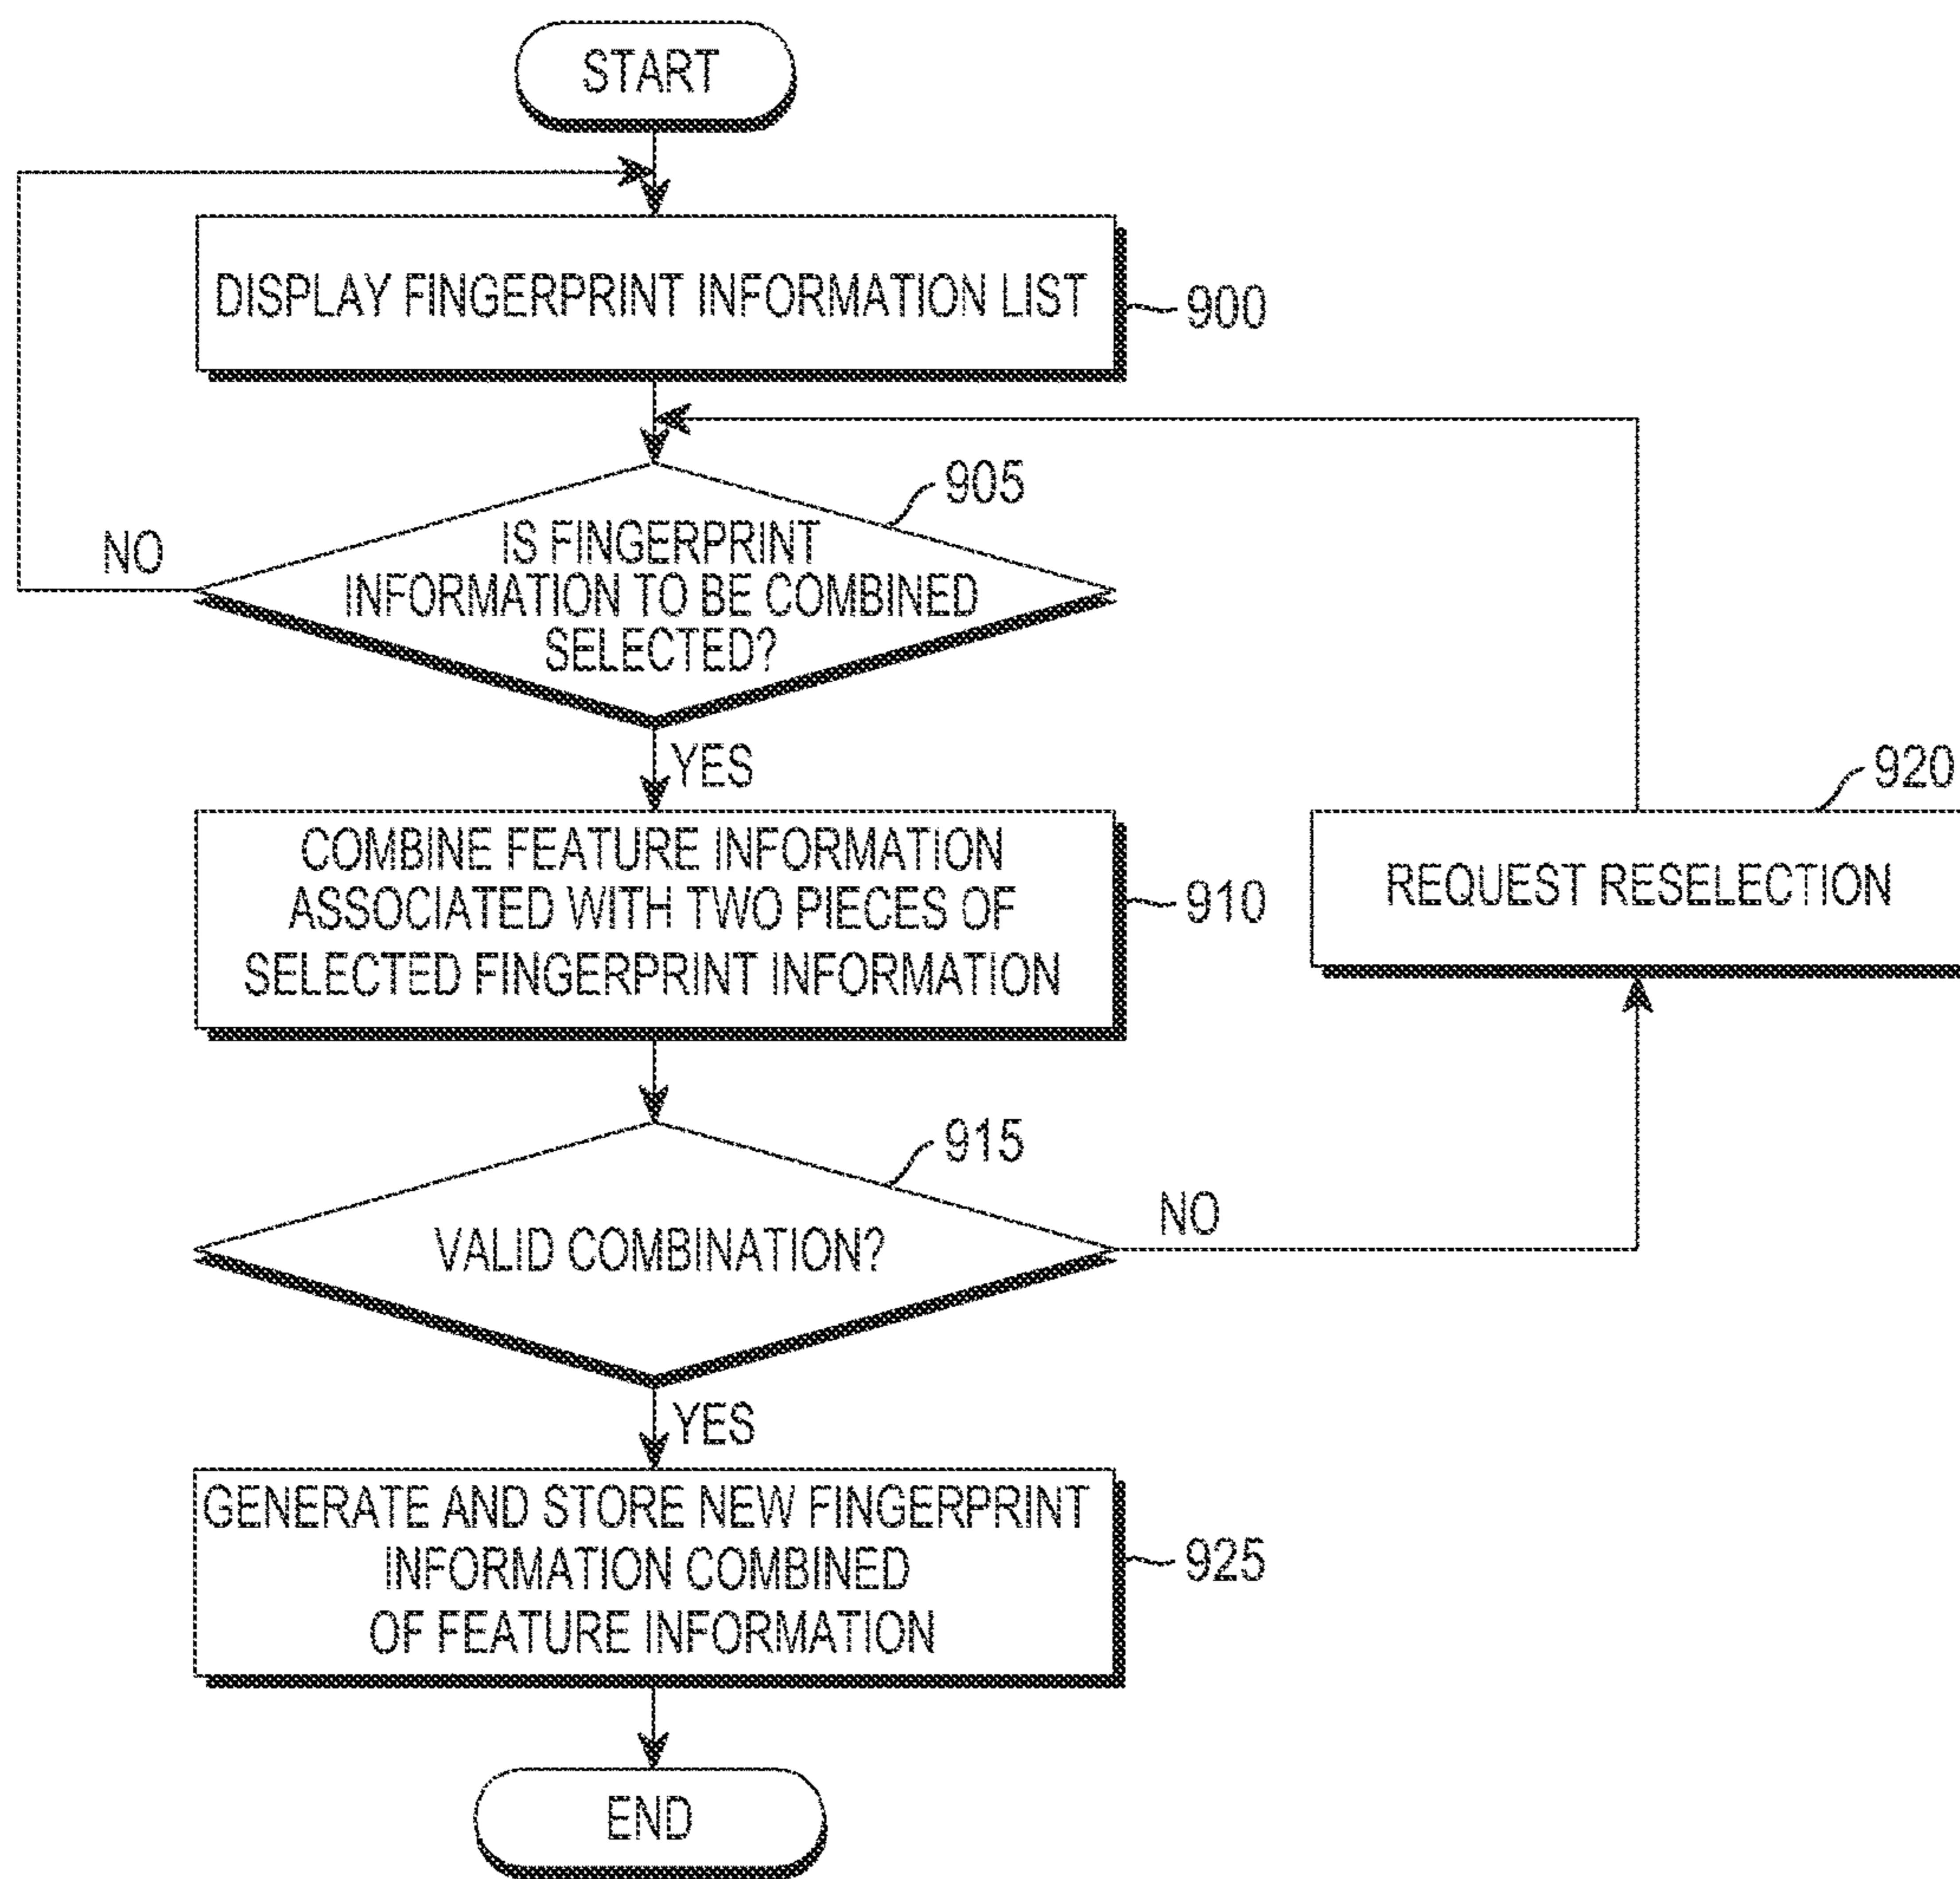 START
DISPLAY FINGERPRINT INFORMATION LIST
900
905
IS FINGERPRINT
INFORMATION TO BE COMBINED
SELECTED?
NO
YES
COMBINE FEATURE INFORMATION
ASSOCIATED WITH TWO PIECES OF
SELECTED FINGERPRINT INFORMATION
910
920
REQUEST RESELECTION
915
VALID COMBINATION?
NO
YES
GENERATE AND STORE NEW FINGERPRINT
INFORMATION COMBINED
OF FEATURE INFORMATION
925
END